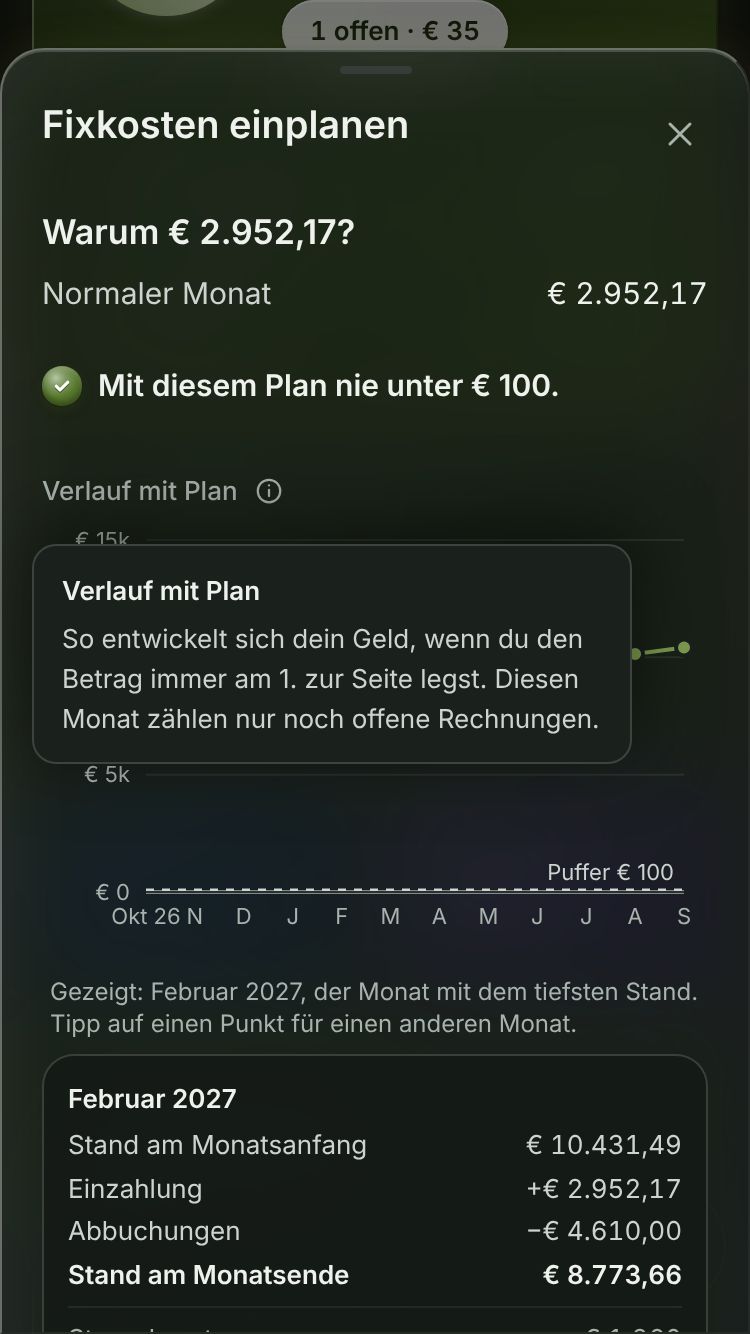 1 offen · € 35
Fixkosten einplanen
Warum € 2.952,17?
Normaler Monat € 2.952,17
Mit diesem Plan nie unter € 100.
Verlauf mit Plan
€ 15k
Verlauf mit Plan
So entwickelt sich dein Geld, wenn du den
Betrag immer am 1. zur Seite legst. Diesen
Monat zählen nur noch offene Rechnungen.
€ 5k
Puffer € 100
€ 0
Okt 26 N D J F M A M J J A S
Gezeigt: Februar 2027, der Monat mit dem tiefsten Stand.
Tipp auf einen Punkt für einen anderen Monat.
Februar 2027
Stand am Monatsanfang € 10.431,49
Einzahlung +€ 2.952,17
Abbuchungen −€ 4.610,00
Stand am Monatsende € 8.773,66